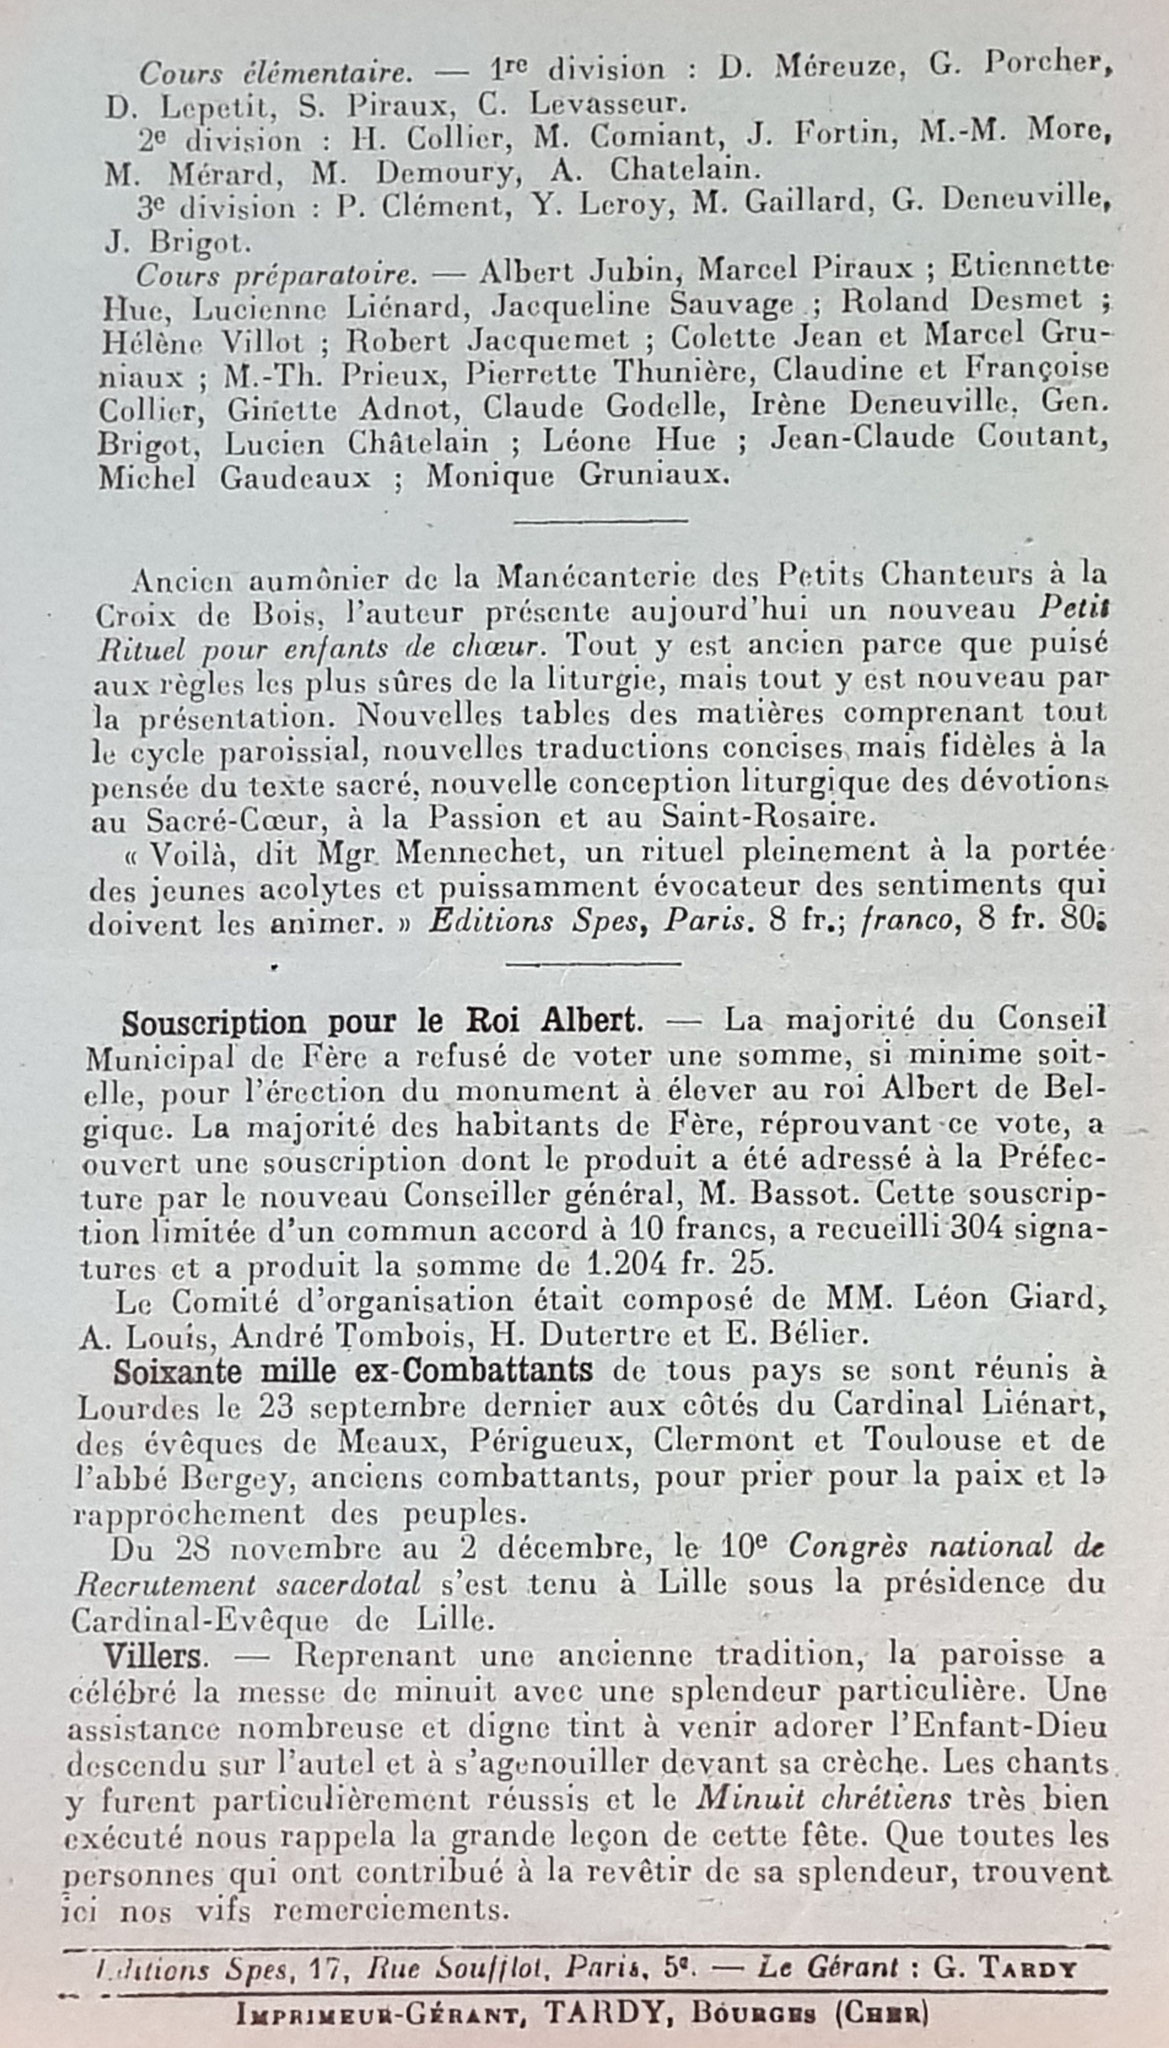 Cours élémentaire. — 1re division : D. Méreuze, G. Porcher,
D. Lepetit, S. Piraux, C. Levasseur.
2e division : H. Collier, M. Comiant, J. Fortin, M.-M. More,
M. Mérard, M. Demoury, A. Chatelain.
3e division : P. Clément, Y. Leroy, M. Gaillard, G. Deneuville,
J. Brigot.
Cours préparatoire. — Albert Jubin, Marcel Piraux ; Etiennette
Hue, Lucienne Liénard, Jacqueline Sauvage ; Roland Desmet ;
Hélène Villot ; Robert Jacquemet ; Colette Jean et Marcel Gru-
niaux ; M.-Th. Prieux, Pierrette Thunière, Claudine et Françoise
Collier, Ginette Adnot, Claude Godelle, Irène Deneuville, Gen.
Brigot, Lucien Châtelain ; Léone Hue ; Jean-Claude Coutant,
Michel Gaudeaux ; Monique Gruniaux.
Ancien aumônier de la Manécanterie des Petits Chanteurs à la
Croix de Bois, l'auteur présente aujourd'hui un nouveau Petit
Rituel pour enfants de chœur. Tout y est ancien parce que puisé
aux règles les plus sûres de la liturgie, mais tout y est nouveau par
la présentation. Nouvelles tables des matières comprenant tout
le cycle paroissial, nouvelles traductions concises mais fidèles à la
pensée du texte sacré, nouvelle conception liturgique des dévotions
au Sacré-Cœur, à la Passion et au Saint-Rosaire.
« Voilà, dit Mgr. Mennechet, un rituel pleinement à la portée
des jeunes acolytes et puissamment évocateur des sentiments qui
doivent les animer. » Editions Spes, Paris. 8 fr.; franco, 8 fr. 80.
Souscription pour le Roi Albert. — La majorité du Conseil
Municipal de Fère a refusé de voter une somme, si minime soit-
elle, pour l'érection du monument à élever au roi Albert de Bel-
gique. La majorité des habitants de Fère, réprouvant ce vote, a
ouvert une souscription dont le produit a été adressé à la Préfec-
ture par le nouveau Conseiller général, M. Bassot. Cette souscrip-
tion limitée d'un commun accord à 10 francs, a recueilli 304 signa-
tures et a produit la somme de 1.204 fr. 25.
Le Comité d'organisation était composé de MM. Léon Giard,
A. Louis, André Tombois, H. Dutertre et E. Bélier.
Soixante mille ex-Combattants de tous pays se sont réunis à
Lourdes le 23 septembre dernier aux côtés du Cardinal Liénart,
des évêques de Meaux, Périgueux, Clermont et Toulouse et de
l'abbé Bergey, anciens combattants, pour prier pour la paix et le
rapprochement des peuples.
Du 28 novembre au 2 décembre, le 10e Congrès national de
Recrutement sacerdotal s'est tenu à Lille sous la présidence du
Cardinal-Evêque de Lille.
Villers. — Reprenant une ancienne tradition, la paroisse a
célébré la messe de minuit avec une splendeur particulière. Une
assistance nombreuse et digne tint à venir adorer l'Enfant-Dieu
descendu sur l'autel et à s'agenouiller devant sa crèche. Les chants
y furent particulièrement réussis et le Minuit chrétiens très bien
exécuté nous rappela la grande leçon de cette fête. Que toutes les
personnes qui ont contribué à la revêtir de sa splendeur, trouvent
ici nos vifs remerciements.
Editions Spes, 17, Rue Soufflot, Paris, 5e. — Le Gérant : G. TARDY
IMPRIMEUR-GÉRANT, TARDY, BOURGES (CHER)